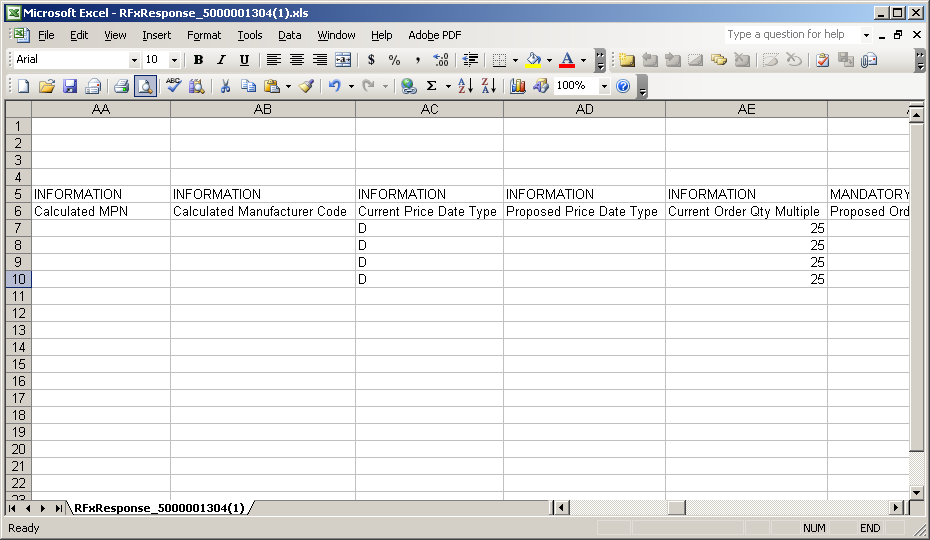 Microsoft Excel - RFxResponse_5000001304(1).xls
File Edit View Insert Format Tools Data Window Help Adobe PDF Type a question for help
Arial 10 B I U $ % ,
Σ 100%
AA AB AC AD AE
1
2
3
4
5 INFORMATION INFORMATION INFORMATION INFORMATION INFORMATION MANDATORY
6 Calculated MPN Calculated Manufacturer Code Current Price Date Type Proposed Price Date Type Current Order Qty Multiple Proposed Ord
7 D 25
8 D 25
9 D 25
10 D 25
11
12
13
14
15
16
17
18
19
20
21
22
23
RFxResponse_5000001304(1)
Ready NUM END